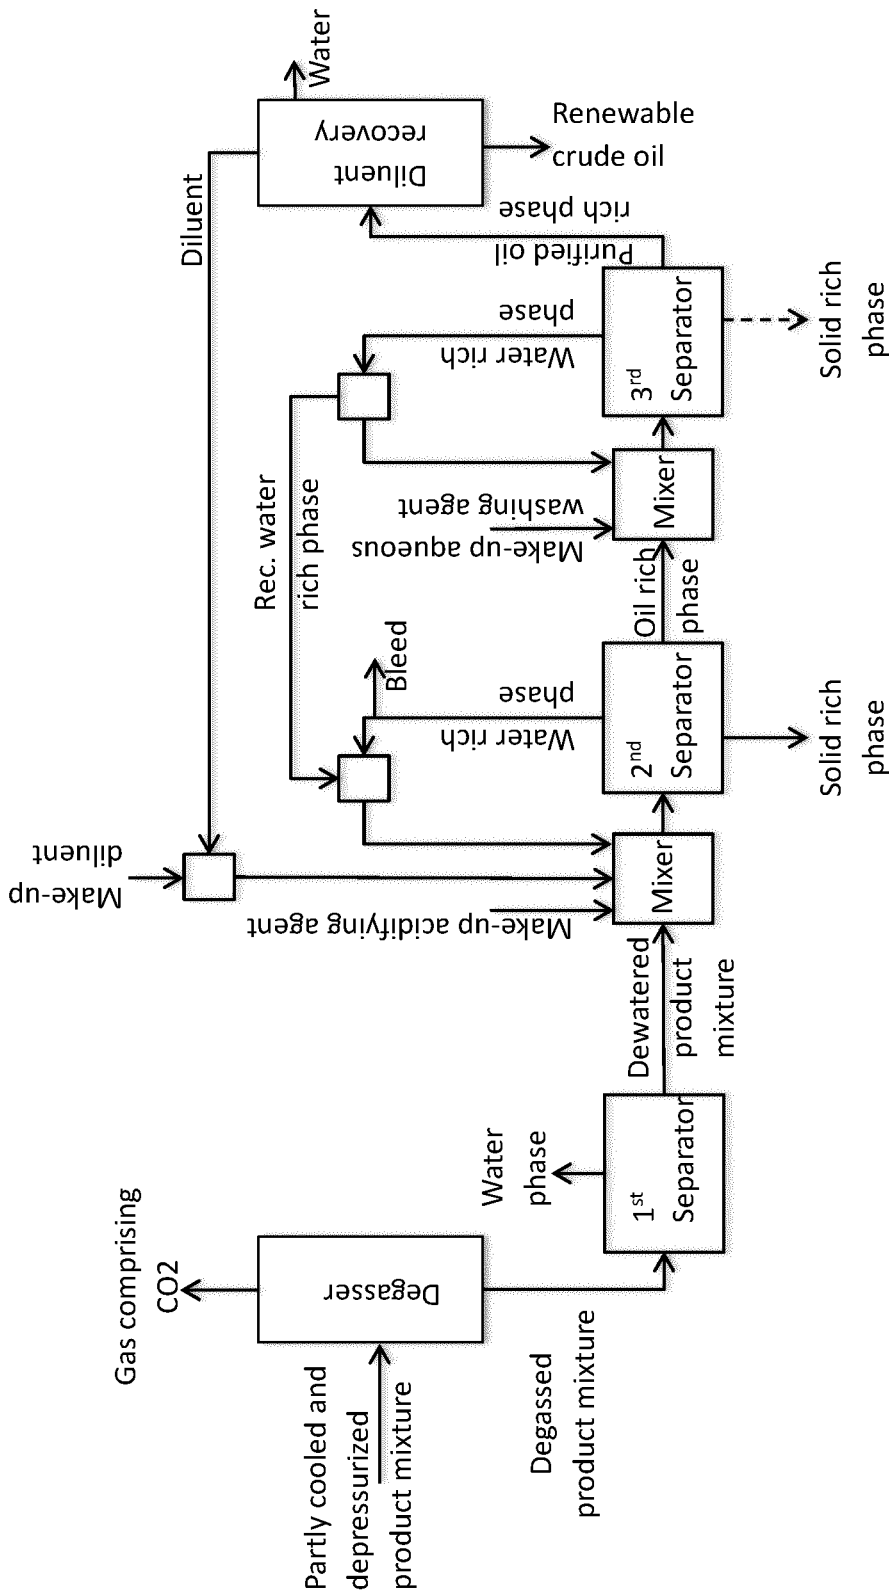 Gas comprising
CO2
Partly cooled and
depressurized
product mixture
Degasser
Degassed
product mixture
Water
phase
1st
Separator
Dewatered
product
mixture
Make-up
diluent
Make-up acidifying agent
Mixer
2nd
Separator
Solid rich
phase
Water rich
phase
Bleed
Rec. water
rich phase
Oil rich
phase
Make-up aqueous
washing agent
Mixer
3rd
Separator
Solid rich
phase
Water rich
phase
Purified oil
rich phase
Diluent
Diluent
recovery
Water
Renewable
crude oil